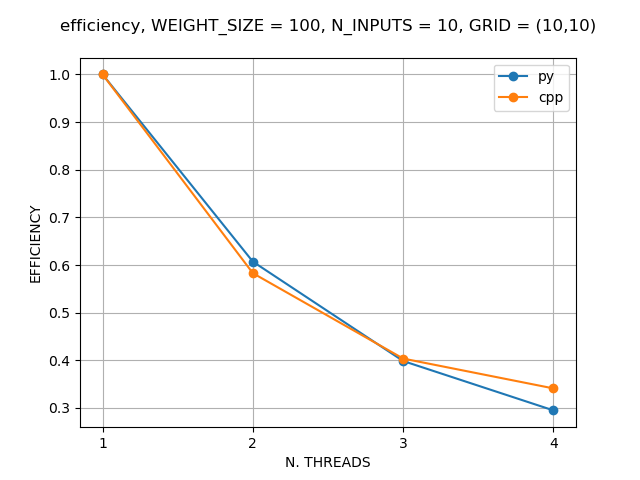 efficiency, WEIGHT_SIZE = 100, N_INPUTS = 10, GRID = (10,10)
py
cpp
1.0
0.9
0.8
0.7
0.6
0.5
0.4
0.3
EFFICIENCY
1 2 3 4
N. THREADS